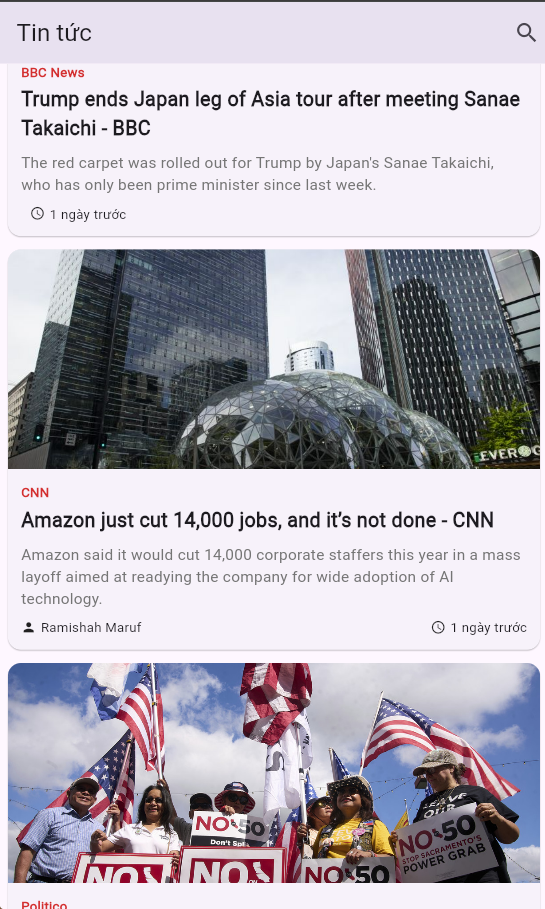 Tin tức
BBC News
Trump ends Japan leg of Asia tour after meeting Sanae
Takaichi - BBC
The red carpet was rolled out for Trump by Japan's Sanae Takaichi,
who has only been prime minister since last week.
1 ngày trước
EVERG
CNN
Amazon just cut 14,000 jobs, and it’s not done - CNN
Amazon said it would cut 14,000 corporate staffers this year in a mass
layoff aimed at readying the company for wide adoption of AI
technology.
Ramishah Maruf
1 ngày trước
NO 50
Don't
LEAVE
OUR
NO 50
STOP SACRAMENTO'S
POWER GRAB
NO
NO
NO 50
Politico